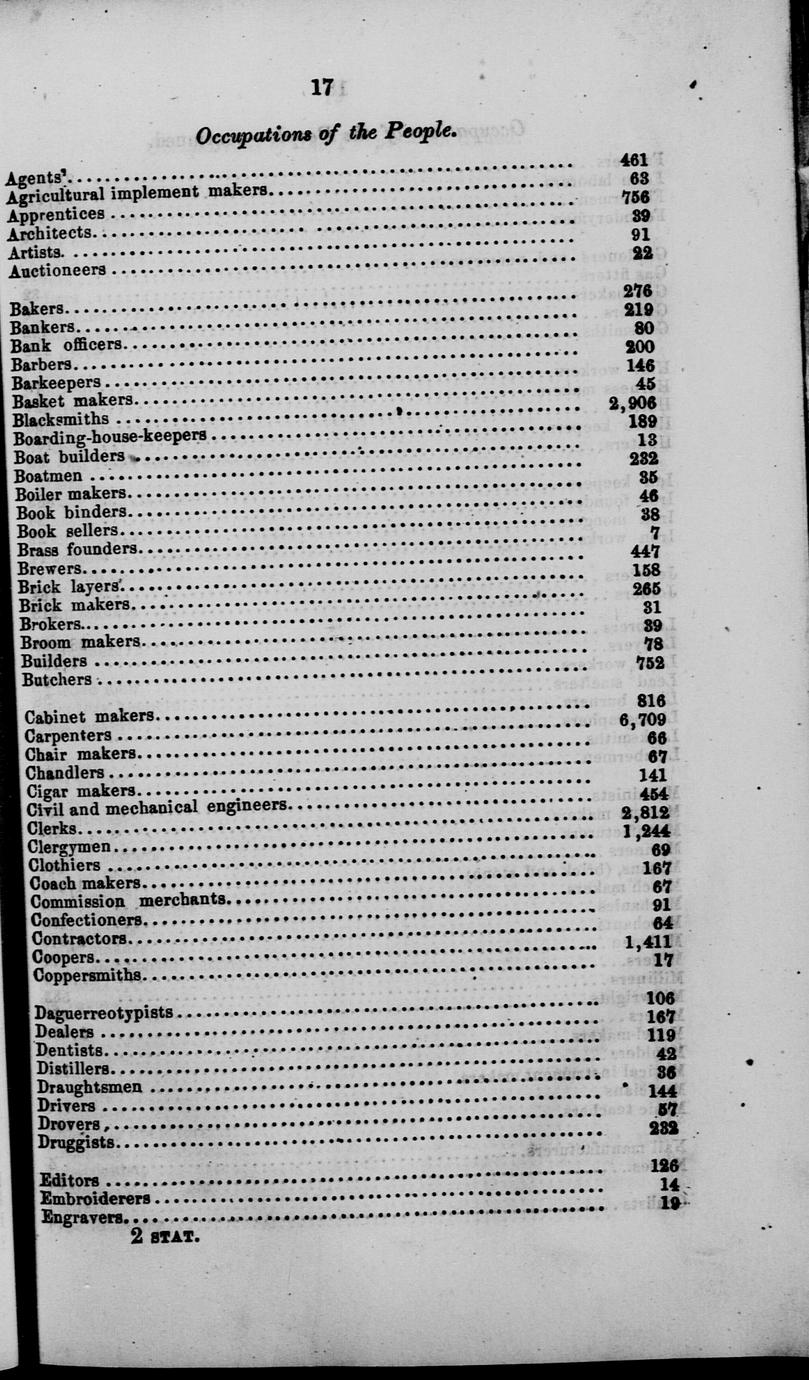 17
Occupations of the People.
Agents'........ 461
Agricultural implement makers........ 63
Apprentices........ 756
Architects........ 39
Artists........ 91
Auctioneers........ 22
Bakers........ 276
Bankers........ 219
Bank officers........ 80
Barbers........ 200
Barkeepers........ 146
Basket makers........ 45
Blacksmiths........ 2,906
Boarding-house-keepers........ 189
Boat builders........ 13
Boatmen........ 232
Boiler makers........ 35
Book binders........ 46
Book sellers........ 38
Brass founders........ 7
Brewers........ 447
Brick layers........ 158
Brick makers........ 265
Brokers........ 31
Broom makers........ 39
Builders........ 78
Butchers........ 752
Cabinet makers........ 816
Carpenters........ 6,709
Chair makers........ 66
Chandlers........ 67
Cigar makers........ 141
Civil and mechanical engineers........ 454
Clerks........ 2,812
Clergymen........ 1,244
Clothiers........ 69
Coach makers........ 167
Commission merchants........ 67
Confectioners........ 91
Contractors........ 64
Coopers........ 1,411
Coppersmiths........ 17
Daguerreotypists........ 106
Dealers........ 167
Dentists........ 119
Distillers........ 42
Draughtsmen........ 36
Drivers........ 144
Drovers........ 57
Druggists........ 232
Editors........ 126
Embroiderers........ 14
Engravers........ 19
2 STAT.